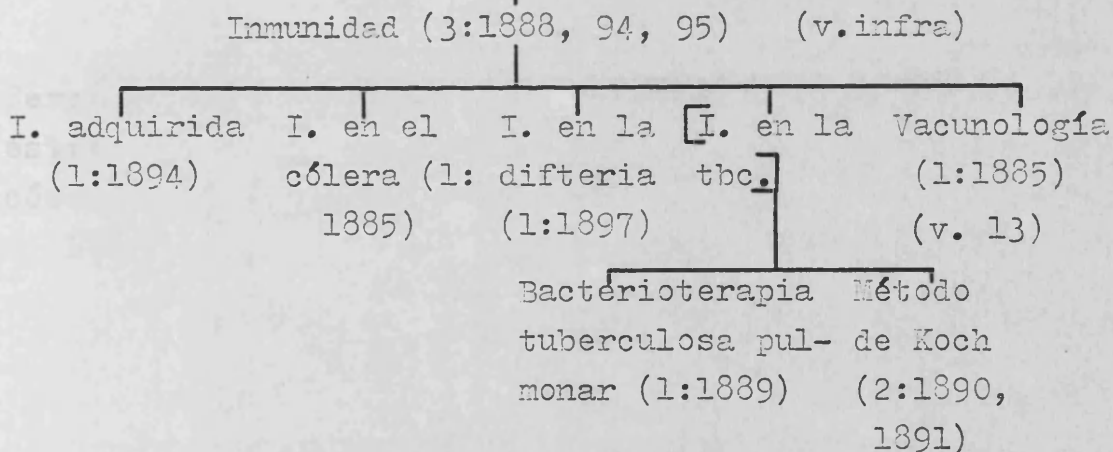 Inmunidad (3:1888, 94, 95) (v.infra)
I. adquirida I. en el I. en la [I. en la Vacunología
(1:1894) cólera (1: difteria tbc.] (1:1885)
1885) (1:1897) (v. 13)
Bacterioterapia Método
tuberculosa pul- de Koch
monar (1:1889) (2:1890,
1891)